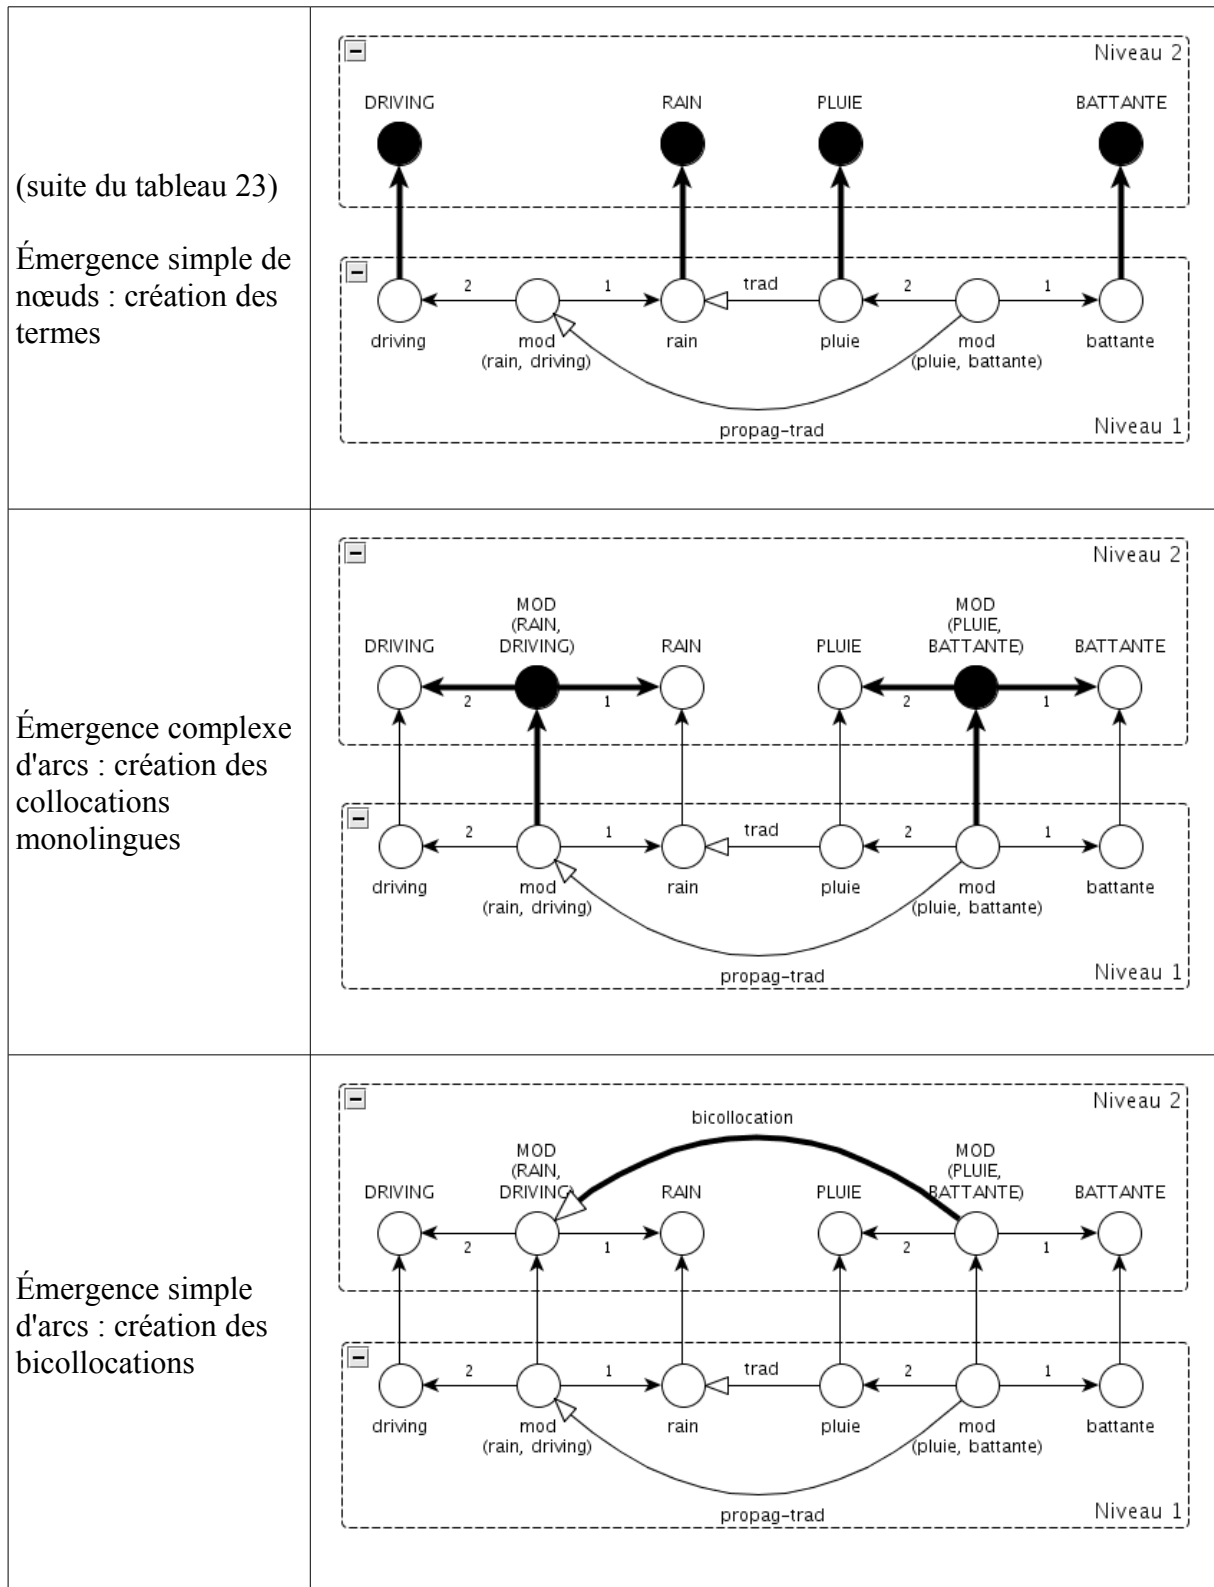 (suite du tableau 23)
Émergence simple de
nœuds : création des
termes
Niveau 2
DRIVING
RAIN
PLUIE
BATTANTE
2
1
trad
2
1
driving
mod
(rain, driving)
rain
pluie
mod
(pluie, battante)
battante
propag-trad
Niveau 1
Émergence complexe
d'arcs : création des
collocations
monolingues
Niveau 2
DRIVING
MOD
(RAIN,
DRIVING)
RAIN
PLUIE
MOD
(PLUIE,
BATTANTE)
BATTANTE
2
1
2
1
2
1
trad
2
1
driving
mod
(rain, driving)
rain
pluie
mod
(pluie, battante)
battante
propag-trad
Niveau 1
Émergence simple
d'arcs : création des
bicollocations
Niveau 2
bicollocation
DRIVING
MOD
(RAIN,
DRIVING)
RAIN
PLUIE
MOD
(PLUIE,
BATTANTE)
BATTANTE
2
1
2
1
2
1
trad
2
1
driving
mod
(rain, driving)
rain
pluie
mod
(pluie, battante)
battante
propag-trad
Niveau 1